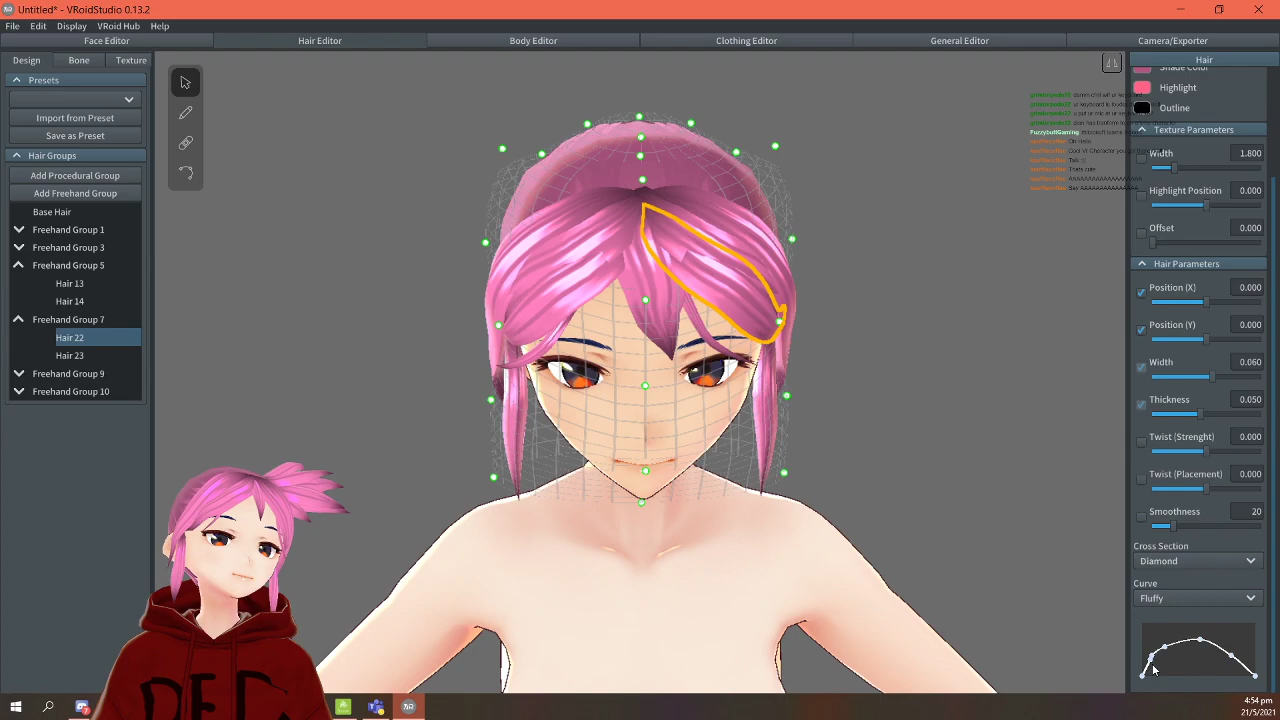 Untitled* - VRoidStudio 0.13.2
File Edit Display VRoid Hub Help
Face Editor Hair Editor Body Editor Clothing Editor General Editor Camera/Exporter
Design Bone Texture
Presets
Import from Preset
Save as Preset
Hair Groups
Add Procedural Group
Add Freehand Group
Base Hair
Freehand Group 1
Freehand Group 3
Freehand Group 5
Hair 13
Hair 14
Freehand Group 7
Hair 22
Hair 23
Freehand Group 9
Freehand Group 10
Hair
Shade Color
Highlight
Outline
Texture Parameters
Width 1.800
Highlight Position 0.000
Offset 0.000
Hair Parameters
Position (X) 0.000
Position (Y) 0.000
Width 0.060
Thickness 0.050
Twist (Strenght) 0.000
Twist (Placement) 0.000
Smoothness 20
Cross Section
Diamond
Curve
Fluffy
FuzzybuttGaming
Thats cute
4:54 pm
21/5/2021